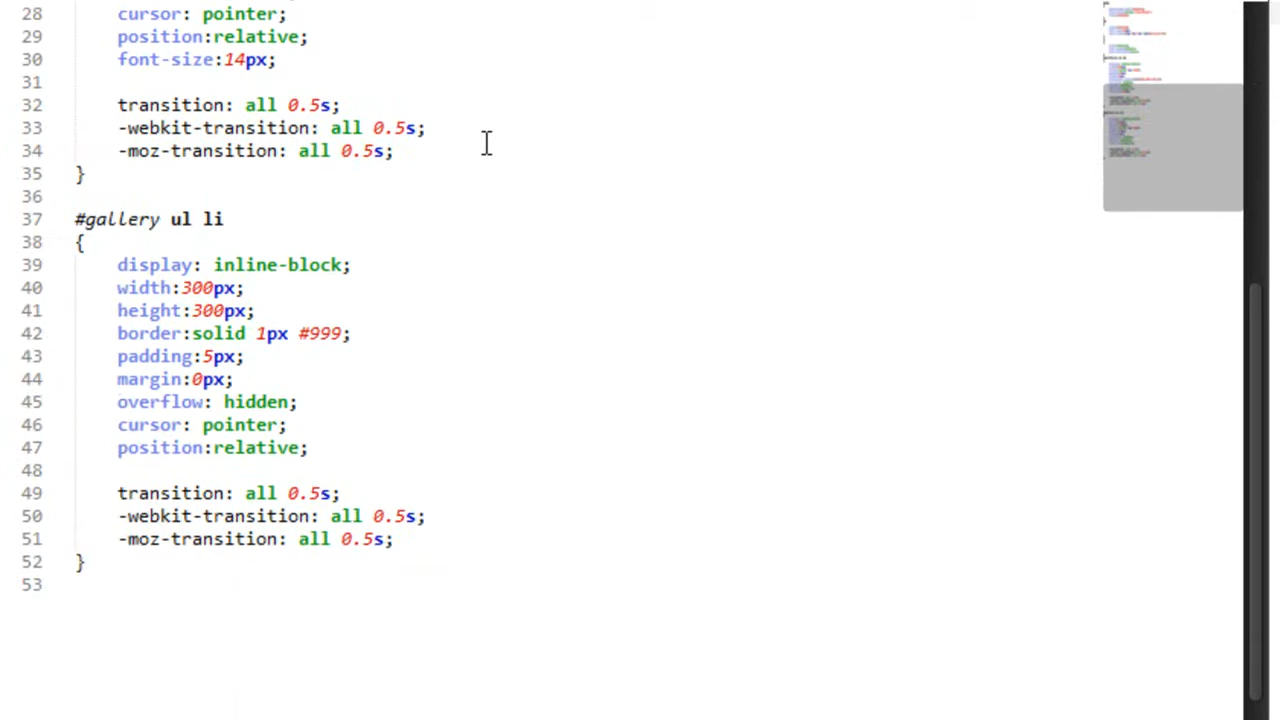 28 cursor: pointer;
29 position:relative;
30 font-size:14px;
31
32 transition: all 0.5s;
33 -webkit-transition: all 0.5s;
34 -moz-transition: all 0.5s;
35 }
36
37 #gallery ul li
38 {
39 display: inline-block;
40 width:300px;
41 height:300px;
42 border:solid 1px #999;
43 padding:5px;
44 margin:0px;
45 overflow: hidden;
46 cursor: pointer;
47 position:relative;
48
49 transition: all 0.5s;
50 -webkit-transition: all 0.5s;
51 -moz-transition: all 0.5s;
52 }
53